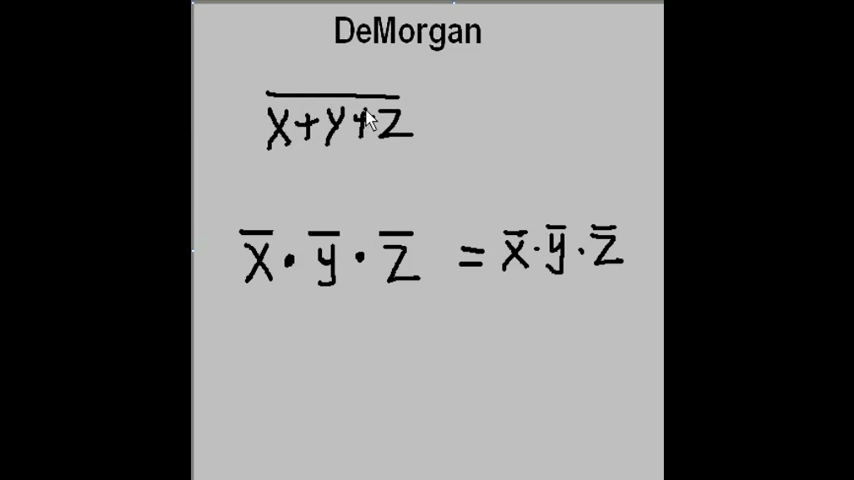 DeMorgan
X̅+̅Y̅+̅Z̅
X̅ • y̅ • Z̅ = X̅ · y̅ · Z̅